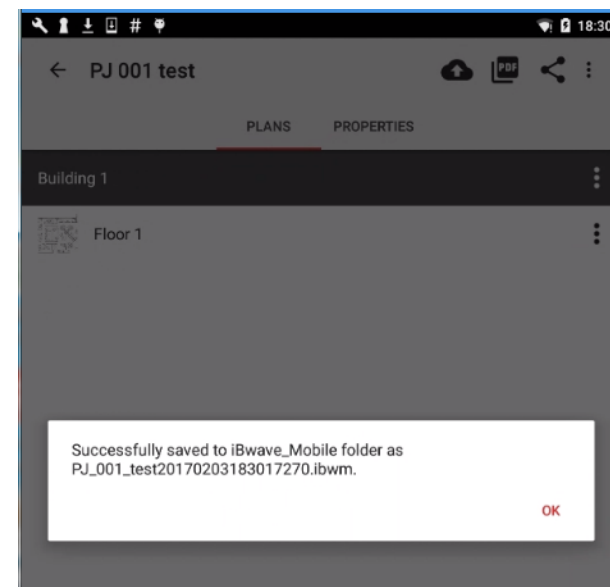 18:30
PJ 001 test
PDF
PLANS PROPERTIES
Building 1
Floor 1
Successfully saved to iBwave_Mobile folder as
PJ_001_test20170203183017270.ibwm.
OK